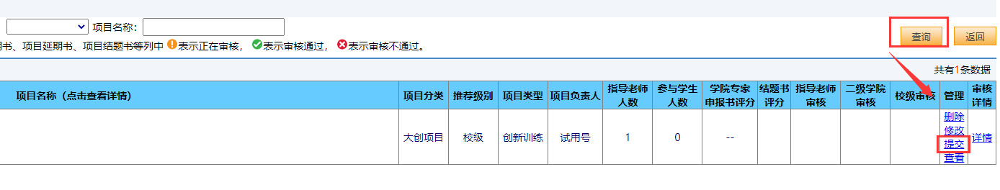 项目名称：
查询
返回
期书、项目延期书、项目结题书等列中 表示正在审核， 表示审核通过， 表示审核不通过。
共有1条数据
项目名称（点击查看详情） 项目分类 推荐级别 项目类型 项目负责人 指导老师人数 参与学生人数 学院专家申报书评分 结题书评分 指导老师审核 二级学院审核 校级审核 管理 审核详情
大创项目 校级 创新训练 试用号 1 0 -- 删除 详情
修改
提交
查看